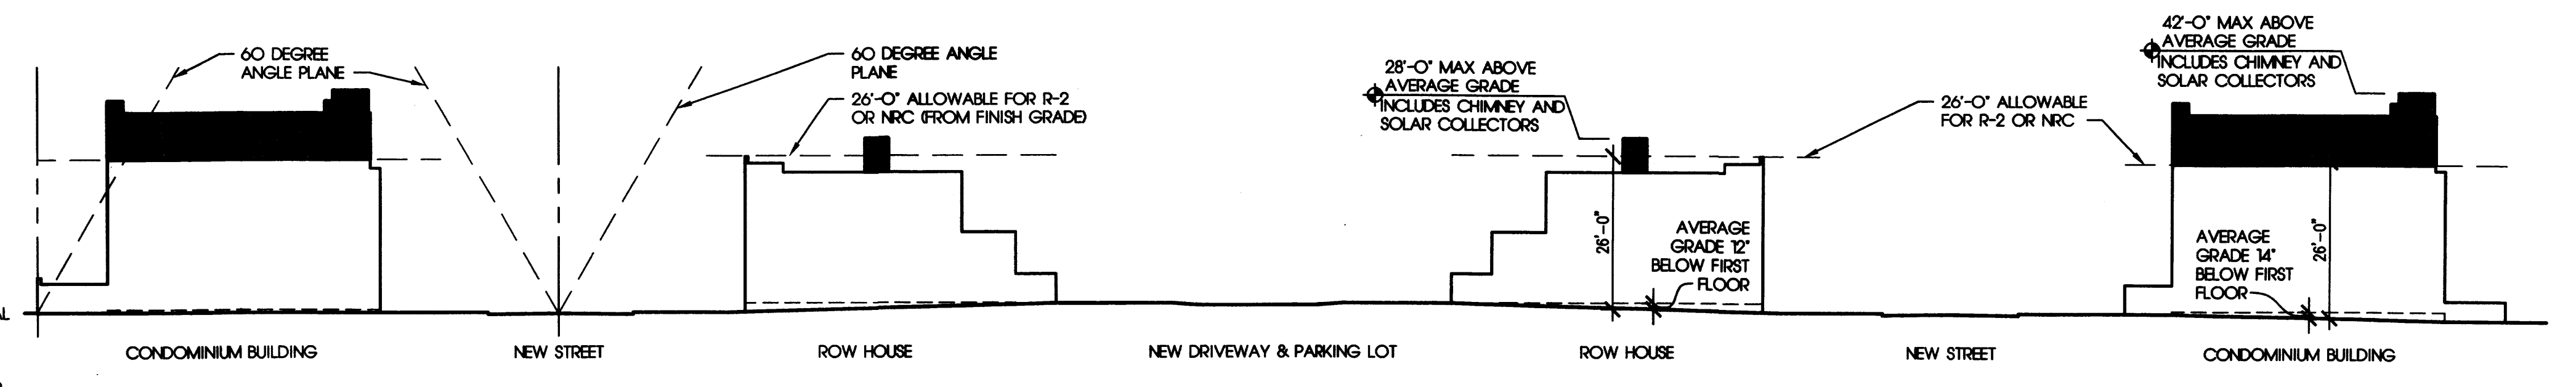 60 DEGREE
ANGLE PLANE
60 DEGREE ANGLE
PLANE
26'-0" ALLOWABLE FOR R-2
OR NRC (FROM FINISH GRADE)
28'-0" MAX ABOVE
AVERAGE GRADE
INCLUDES CHIMNEY AND
SOLAR COLLECTORS
26'-0" ALLOWABLE
FOR R-2 OR NRC
42'-0" MAX ABOVE
AVERAGE GRADE
INCLUDES CHIMNEY AND
SOLAR COLLECTORS
26'-0"
AVERAGE
GRADE 12"
BELOW FIRST
FLOOR
AVERAGE
GRADE 14"
BELOW FIRST
FLOOR
26'-0"
CONDOMINIUM BUILDING
NEW STREET
ROW HOUSE
NEW DRIVEWAY & PARKING LOT
ROW HOUSE
NEW STREET
CONDOMINIUM BUILDING